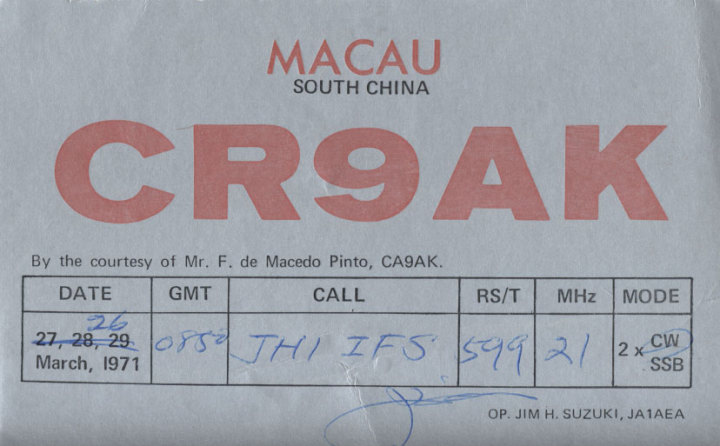 MACAU
SOUTH CHINA
CR9AK
By the courtesy of Mr. F. de Macedo Pinto, CA9AK.
DATE GMT CALL RS/T MHz MODE
26
27, 28, 29 0850 JH1 IFS 599 21 2 x CW
March, 1971 SSB
OP. JIM H. SUZUKI, JA1AEA